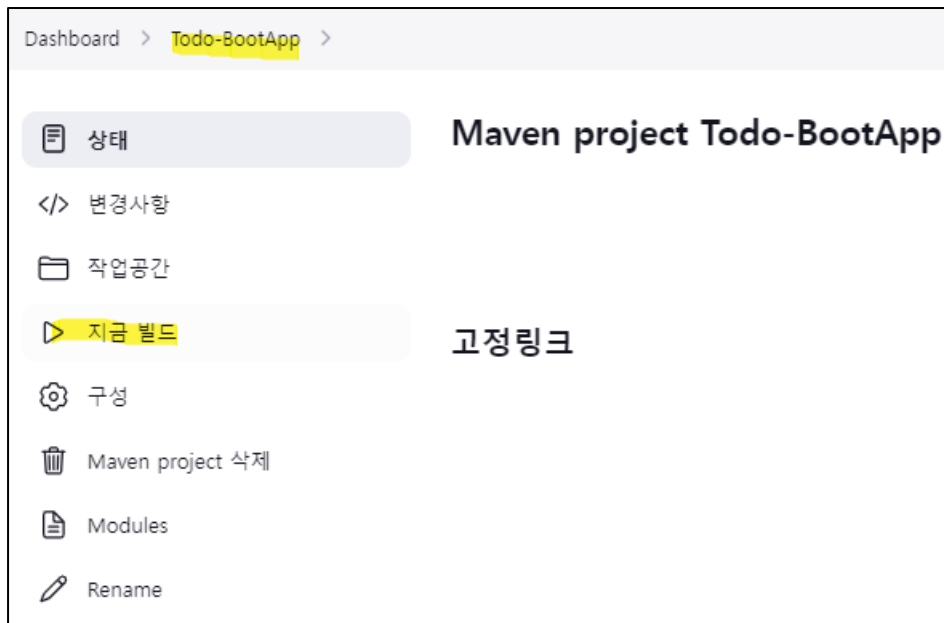 Dashboard > Todo-BootApp >
상태
Maven project Todo-BootApp
변경사항
작업공간
지금 빌드
고정링크
구성
Maven project 삭제
Modules
Rename